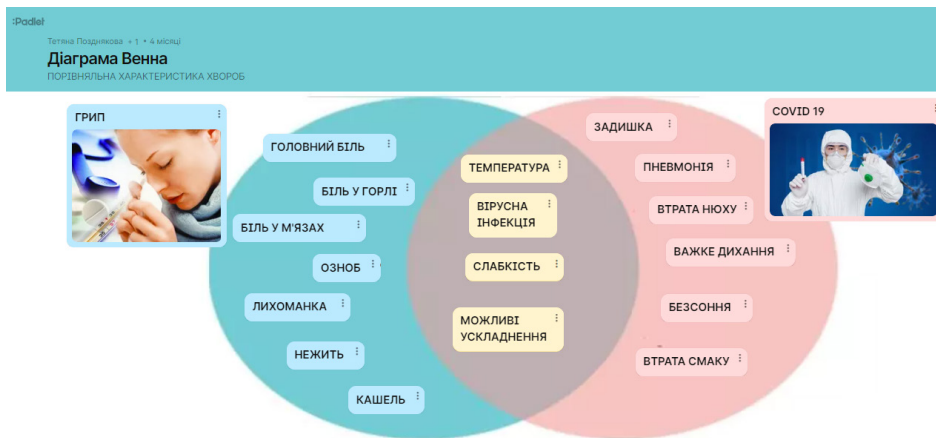 :Padlet
Тетяна Позднякова + 1 • 4 місяці
Діаграма Венна
ПОРІВНЯЛЬНА ХАРАКТЕРИСТИКА ХВОРОБ
ГРИП
ГОЛОВНИЙ БІЛЬ
БІЛЬ У ГОРЛІ
БІЛЬ У М'ЯЗАХ
ОЗНОБ
ЛИХОМАНКА
НЕЖИТЬ
КАШЕЛЬ
ТЕМПЕРАТУРА
ВІРУСНА
ІНФЕКЦІЯ
СЛАБКІСТЬ
МОЖЛИВІ
УСКЛАДНЕННЯ
ЗАДИШКА
ПНЕВМОНІЯ
ВТРАТА НЮХУ
ВАЖКЕ ДИХАННЯ
БЕЗСОННЯ
ВТРАТА СМАКУ
COVID 19